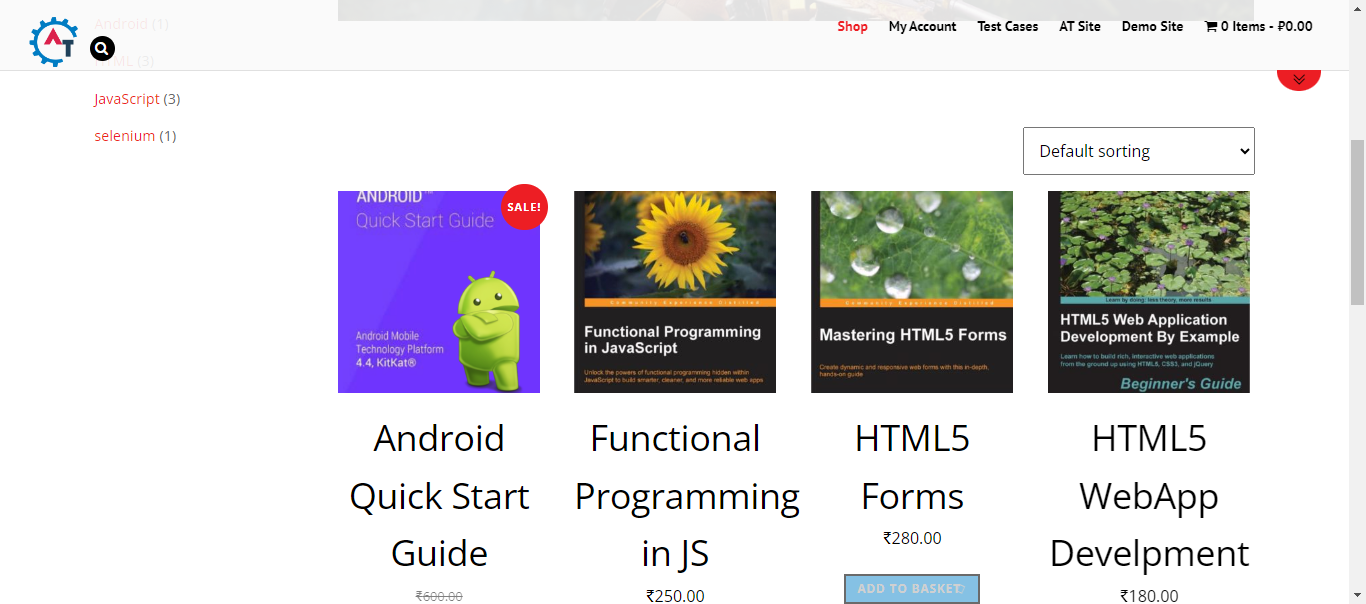 Android (1)
AT
Shop
My Account
Test Cases
AT Site
Demo Site
0 Items - ₽0.00
HTML (3)
JavaScript (3)
selenium (1)
Default sorting
ANDROID™
Quick Start Guide
SALE!
Android Mobile
Technology Platform
4.4, KitKat®
Community Experience Distilled
Functional Programming
in JavaScript
Unlock the powers of functional programming hidden within
JavaScript to build smarter, cleaner, and more reliable web apps
Community Experience Distilled
Mastering HTML5 Forms
Create dynamic and responsive web forms with this in-depth,
hands-on guide
Learn by doing: less theory, more results
HTML5 Web Application
Development By Example
Learn how to build rich, interactive web applications
from the ground up using HTML5, CSS3, and jQuery
Beginner's Guide
Android
Quick Start
Guide
₹600.00
Functional
Programming
in JS
₹250.00
HTML5
Forms
₹280.00
ADD TO BASKET
HTML5
WebApp
Develpment
₹180.00